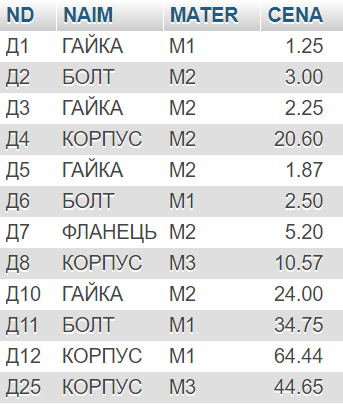 ND NAIM MATER CENA
Д1 ГАЙКА М1 1.25
Д2 БОЛТ М2 3.00
Д3 ГАЙКА М2 2.25
Д4 КОРПУС М2 20.60
Д5 ГАЙКА М2 1.87
Д6 БОЛТ М1 2.50
Д7 ФЛАНЕЦЬ М2 5.20
Д8 КОРПУС М3 10.57
Д10 ГАЙКА М2 24.00
Д11 БОЛТ М1 34.75
Д12 КОРПУС М1 64.44
Д25 КОРПУС М3 44.65